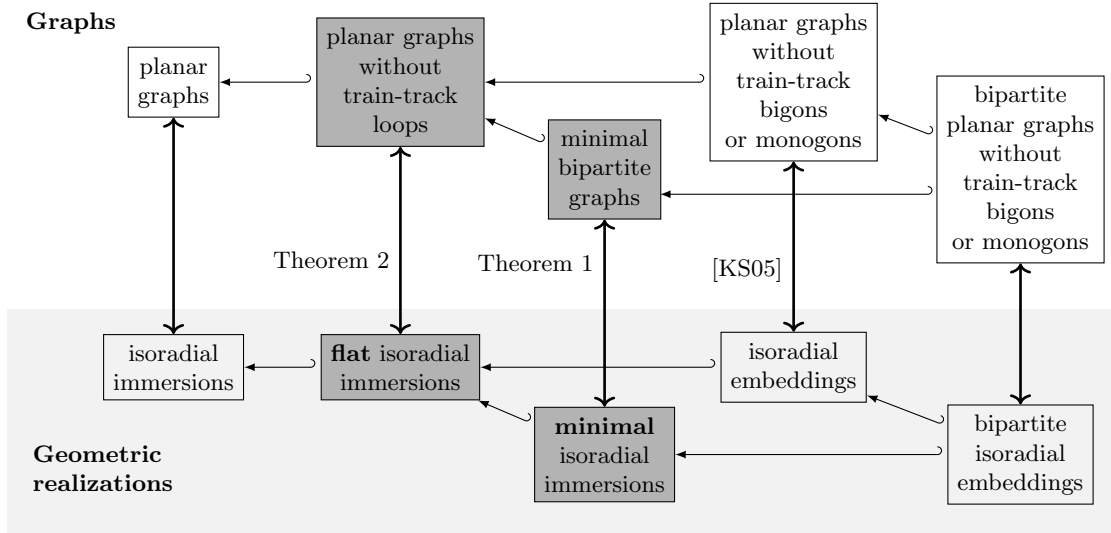 Graphs
planar
graphs
planar graphs
without
train-track
loops
minimal
bipartite
graphs
planar graphs
without
train-track
bigons
or monogons
bipartite
planar graphs
without
train-track
bigons
or monogons
Theorem 2
Theorem 1
[KS05]
isoradial
immersions
flat isoradial
immersions
minimal
isoradial
immersions
isoradial
embeddings
bipartite
isoradial
embeddings
Geometric
realizations